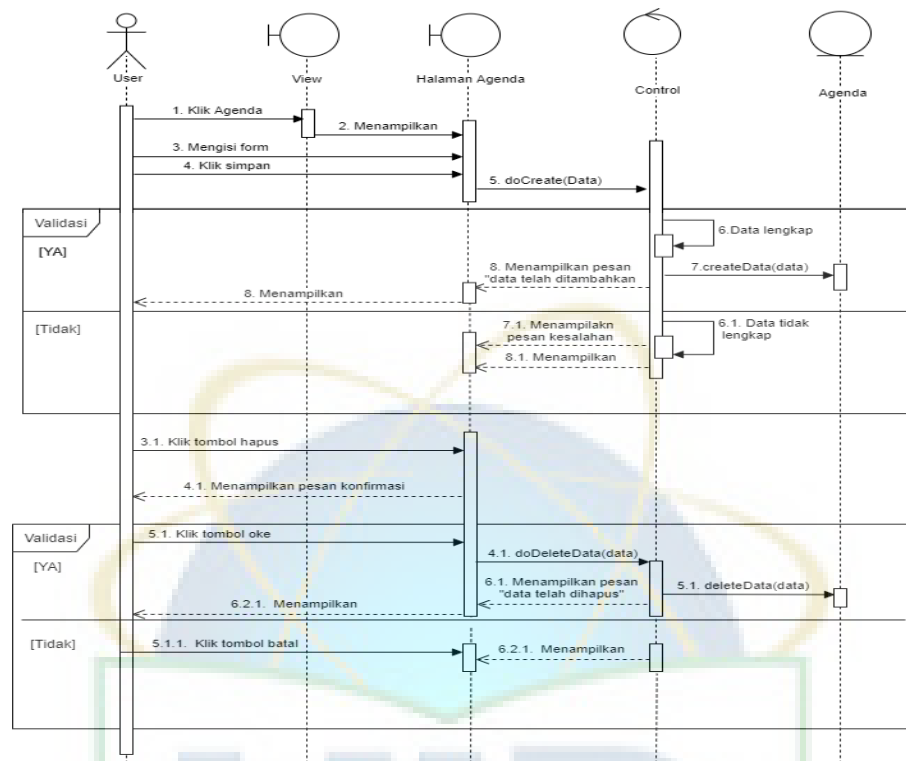 User
View
Halaman Agenda
Control
Agenda
1. Klik Agenda
2. Menampilkan
3. Mengisi form
4. Klik simpan
5. doCreate(Data)
Validasi
[YA]
6.Data lengkap
7.createData(data)
8. Menampilkan pesan
"data telah ditambahkan
8. Menampilkan
[Tidak]
6.1. Data tidak
lengkap
7.1. Menampilakn
pesan kesalahan
8.1. Menampilkan
3.1. Klik tombol hapus
4.1. Menampilkan pesan konfirmasi
Validasi
[YA]
5.1. Klik tombol oke
4.1. doDeleteData(data)
5.1. deleteData(data)
6.1. Menampilkan pesan
"data telah dihapus"
6.2.1. Menampilkan
[Tidak]
5.1.1. Klik tombol batal
6.2.1. Menampilkan